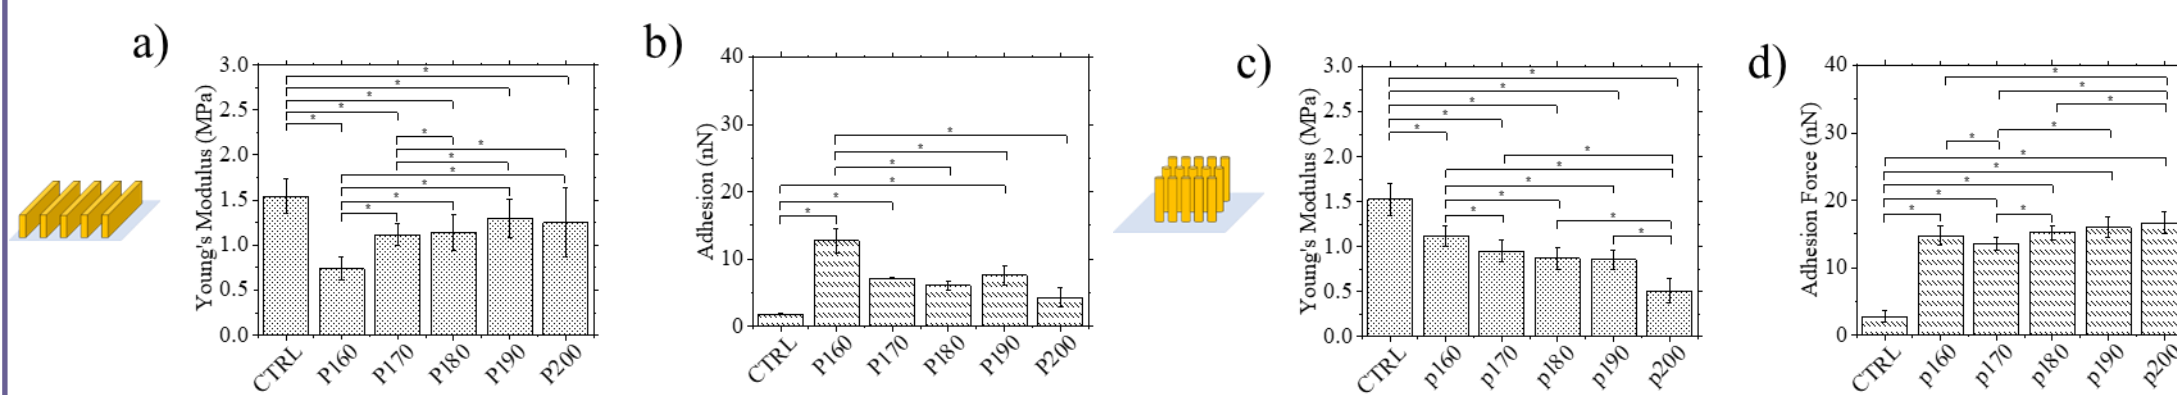 a)
Young's Modulus (MPa)
3.0
2.5
2.0
1.5
1.0
0.5
0.0
* * * * * * * * * * * *
CTRL P160 P170 P180 P190 P200
b)
Adhesion (nN)
40
30
20
10
0
* * * * * * *
CTRL P160 P170 P180 P190 P200
c)
Young's Modulus (MPa)
3.0
2.5
2.0
1.5
1.0
0.5
0.0
* * * * * * * * * * * *
CTRL p160 p170 p180 p190 p200
d)
Adhesion Force (nN)
40
30
20
10
0
* * * * * * * * * * *
CTRL p160 p170 p180 p190 p200